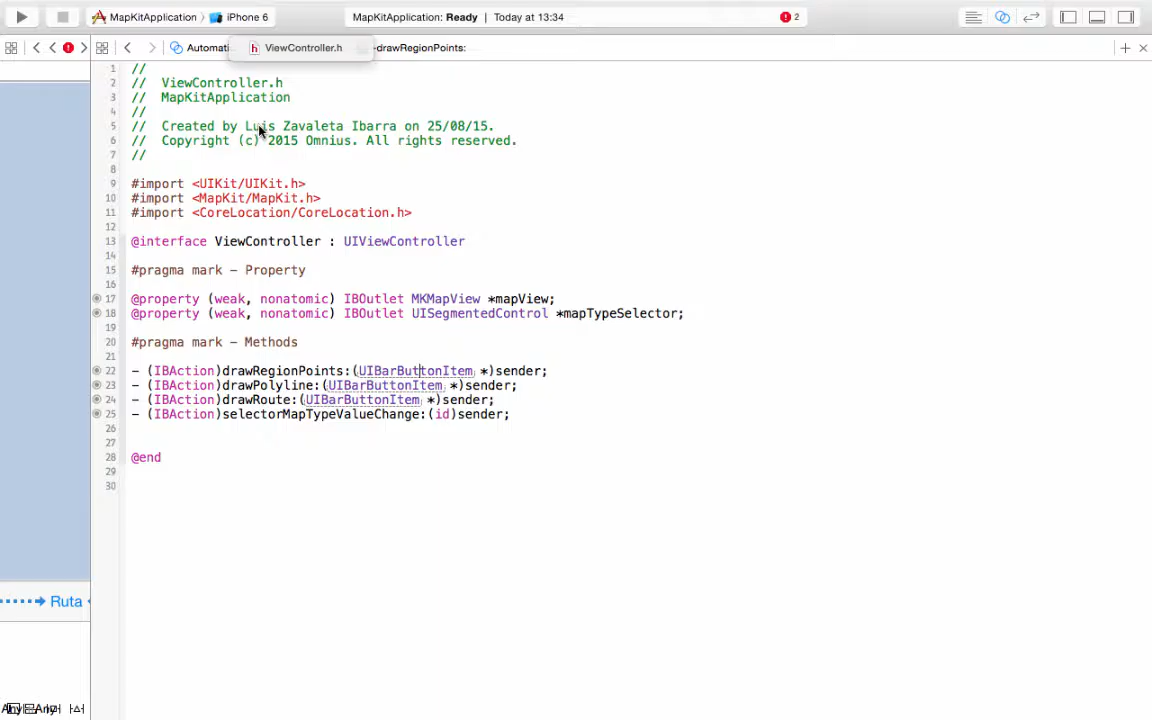 MapKitApplication 〉 iPhone 6
MapKitApplication: Ready | Today at 13:34
2
Automati
ViewController.h
-drawRegionPoints:
1 //
2 // ViewController.h
3 // MapKitApplication
4 //
5 // Created by Luis Zavaleta Ibarra on 25/08/15.
6 // Copyright (c) 2015 Omnius. All rights reserved.
7 //
8
9 #import <UIKit/UIKit.h>
10 #import <MapKit/MapKit.h>
11 #import <CoreLocation/CoreLocation.h>
12
13 @interface ViewController : UIViewController
14
15 #pragma mark – Property
16
17 @property (weak, nonatomic) IBOutlet MKMapView *mapView;
18 @property (weak, nonatomic) IBOutlet UISegmentedControl *mapTypeSelector;
19
20 #pragma mark – Methods
21
22 – (IBAction)drawRegionPoints:(UIBarButtonItem *)sender;
23 – (IBAction)drawPolyline:(UIBarButtonItem *)sender;
24 – (IBAction)drawRoute:(UIBarButtonItem *)sender;
25 – (IBAction)selectorMapTypeValueChange:(id)sender;
26
27
28 @end
29
30
Ruta